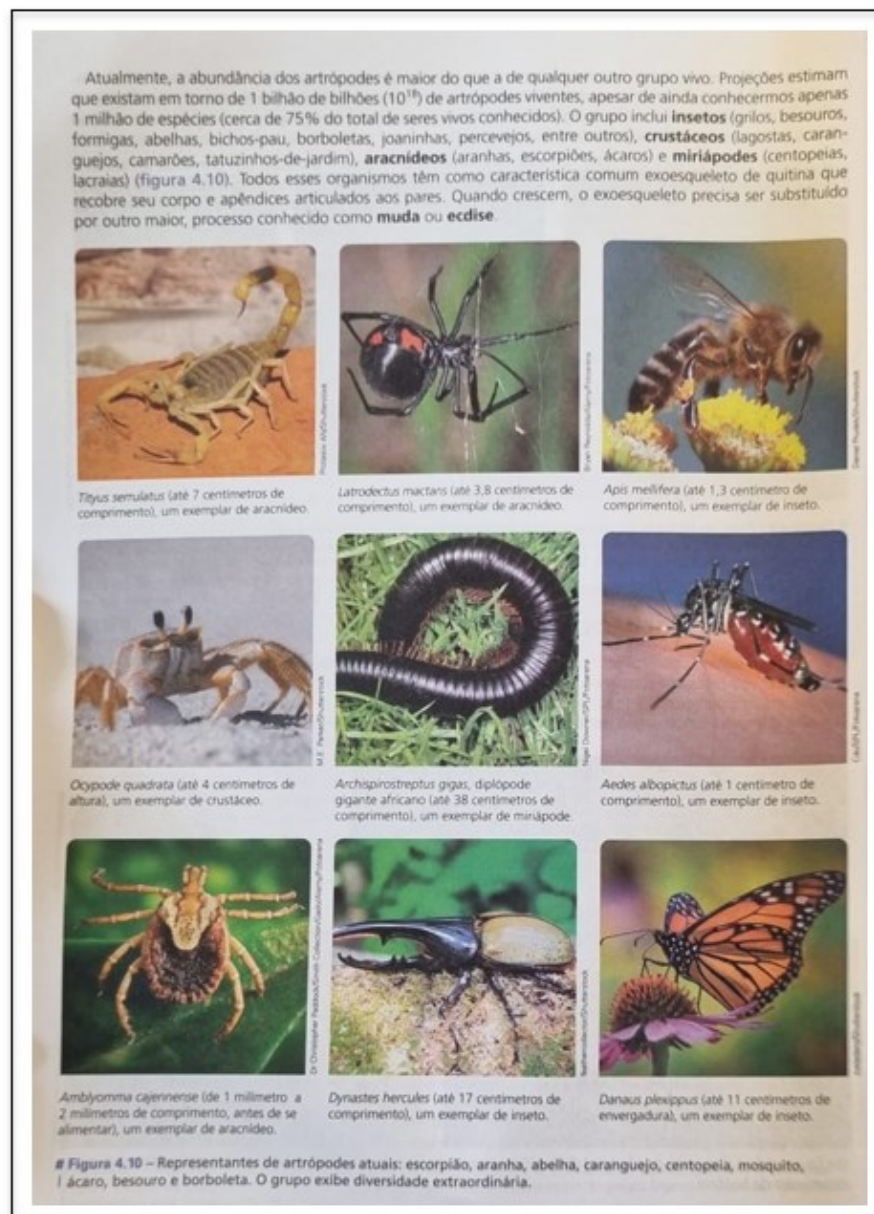 Atualmente, a abundância dos artrópodes é maior do que a de qualquer outro grupo vivo. Projeções estimam
que existam em torno de 1 bilhão de bilhões (10¹⁸) de artrópodes viventes, apesar de ainda conhecermos apenas
1 milhão de espécies (cerca de 75% do total de seres vivos conhecidos). O grupo inclui insetos (grilos, besouros,
formigas, abelhas, bichos-pau, borboletas, joaninhas, percevejos, entre outros), crustáceos (lagostas, caran-
guejos, camarões, tatuzinhos-de-jardim), aracnídeos (aranhas, escorpiões, ácaros) e miriápodes (centopeias,
lacraias) (figura 4.10). Todos esses organismos têm como característica comum exoesqueleto de quitina que
recobre seu corpo e apêndices articulados aos pares. Quando crescem, o exoesqueleto precisa ser substituído
por outro maior, processo conhecido como muda ou ecdise.
Tityus serrulatus (até 7 centímetros de
comprimento), um exemplar de aracnídeo.
Latrodectus mactans (até 3,8 centímetros de
comprimento), um exemplar de aracnídeo.
Apis mellifera (até 1,3 centímetro de
comprimento), um exemplar de inseto.
Ocypode quadrata (até 4 centímetros de
altura), um exemplar de crustáceo.
M.E. Parker/Shutterstock
Archispirostreptus gigas, diplópode
gigante africano (até 38 centímetros de
comprimento), um exemplar de miriápode.
Aedes albopictus (até 1 centímetro de
comprimento), um exemplar de inseto.
Amblyomma cajennense (de 1 milímetro a
2 milímetros de comprimento, antes de se
alimentar), um exemplar de aracnídeo.
Dynastes hercules (até 17 centímetros de
comprimento), um exemplar de inseto.
Danaus plexippus (até 11 centímetros de
envergadura), um exemplar de inseto.
Figura 4.10 – Representantes de artrópodes atuais: escorpião, aranha, abelha, caranguejo, centopeia, mosquito,
ácaro, besouro e borboleta. O grupo exibe diversidade extraordinária.